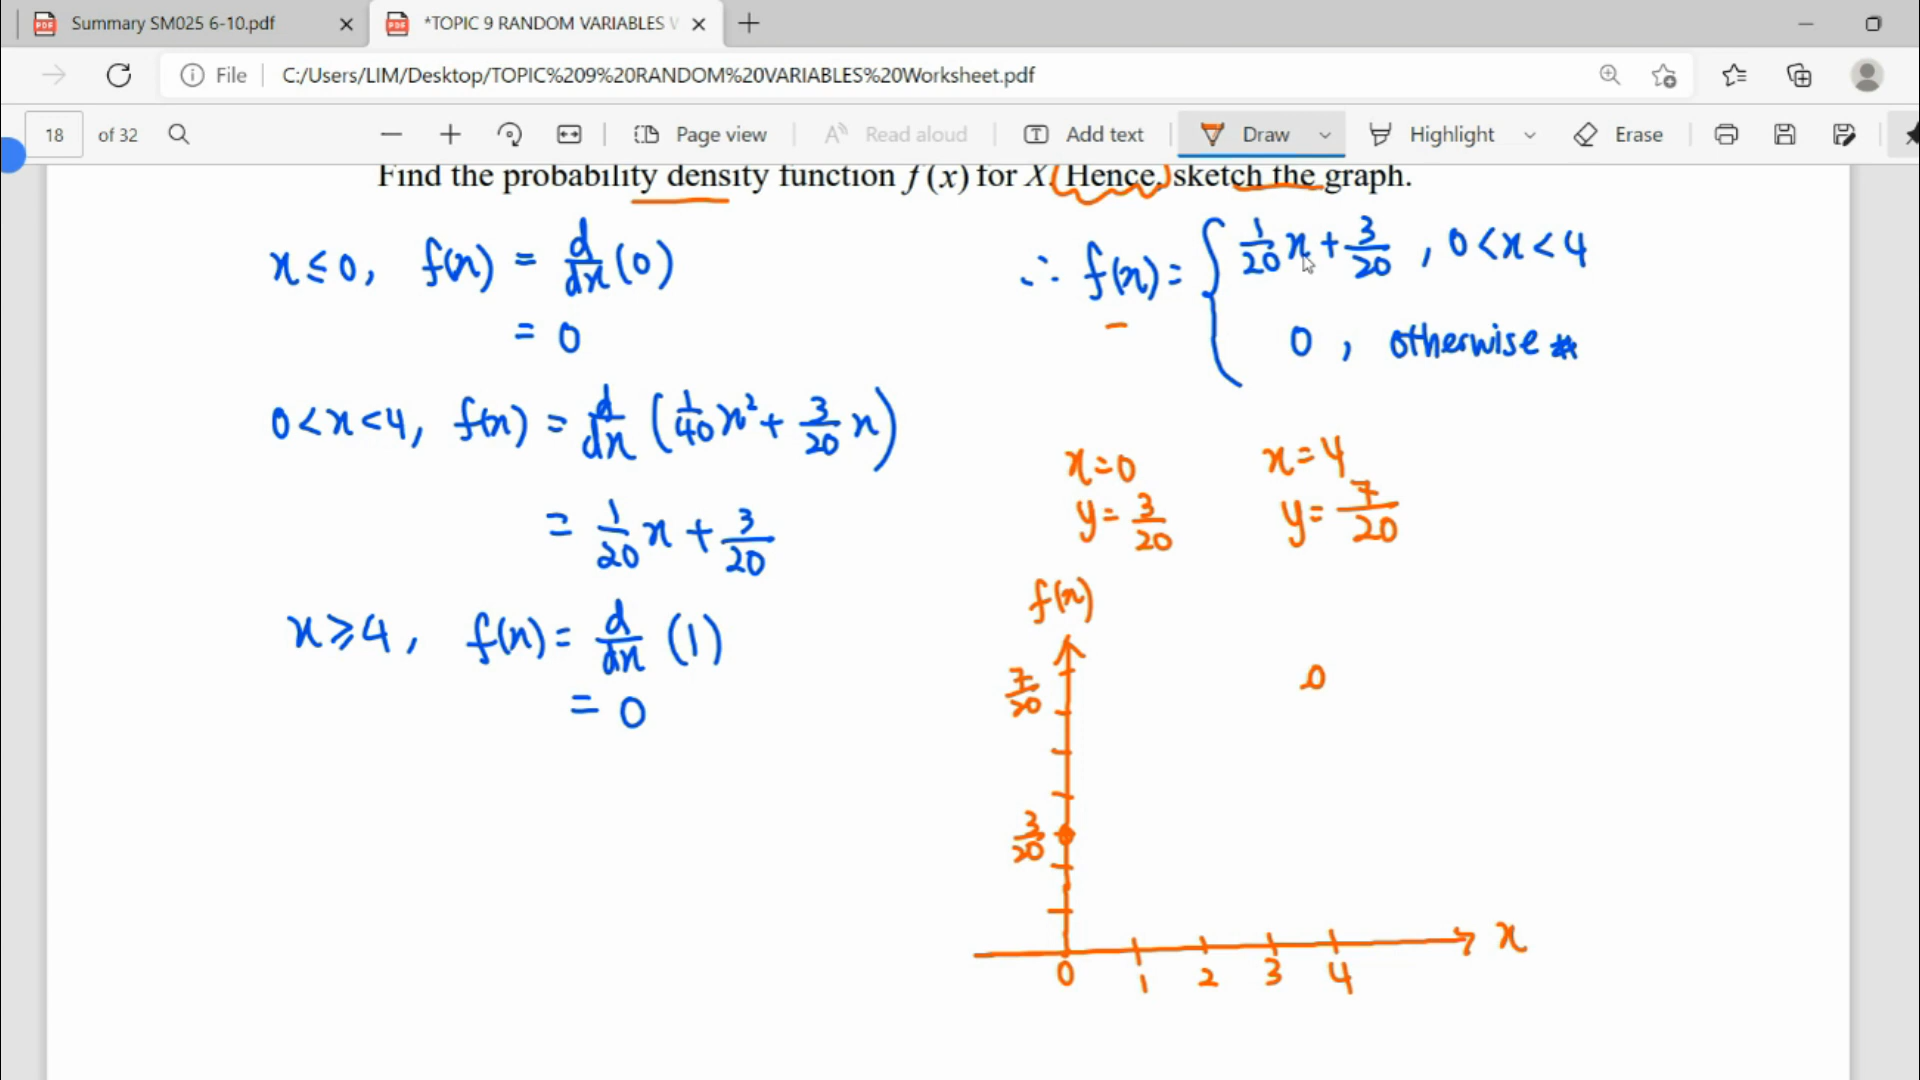 Summary SM025 6-10.pdf
*TOPIC 9 RANDOM VARIABLES W
File
C:/Users/LIM/Desktop/TOPIC%209%20RANDOM%20VARIABLES%20Worksheet.pdf
18 of 32
Page view
Read aloud
Add text
Draw
Highlight
Erase
Find the probability density function f(x) for X. Hence, sketch the graph.
x ≤ 0, f(x) = d/dx (0)
= 0
0 < x < 4, f(x) = d/dx (1/40 x² + 3/20 x)
= 1/20 x + 3/20
x ≥ 4, f(x) = d/dx (1)
= 0
∴ f(x) = { 1/20 x + 3/20 , 0 < x < 4
0 , otherwise
x = 0
y = 3/20
x = 4
y = 7/20
f(x)
7/20
0
3/20
x
0 1 2 3 4